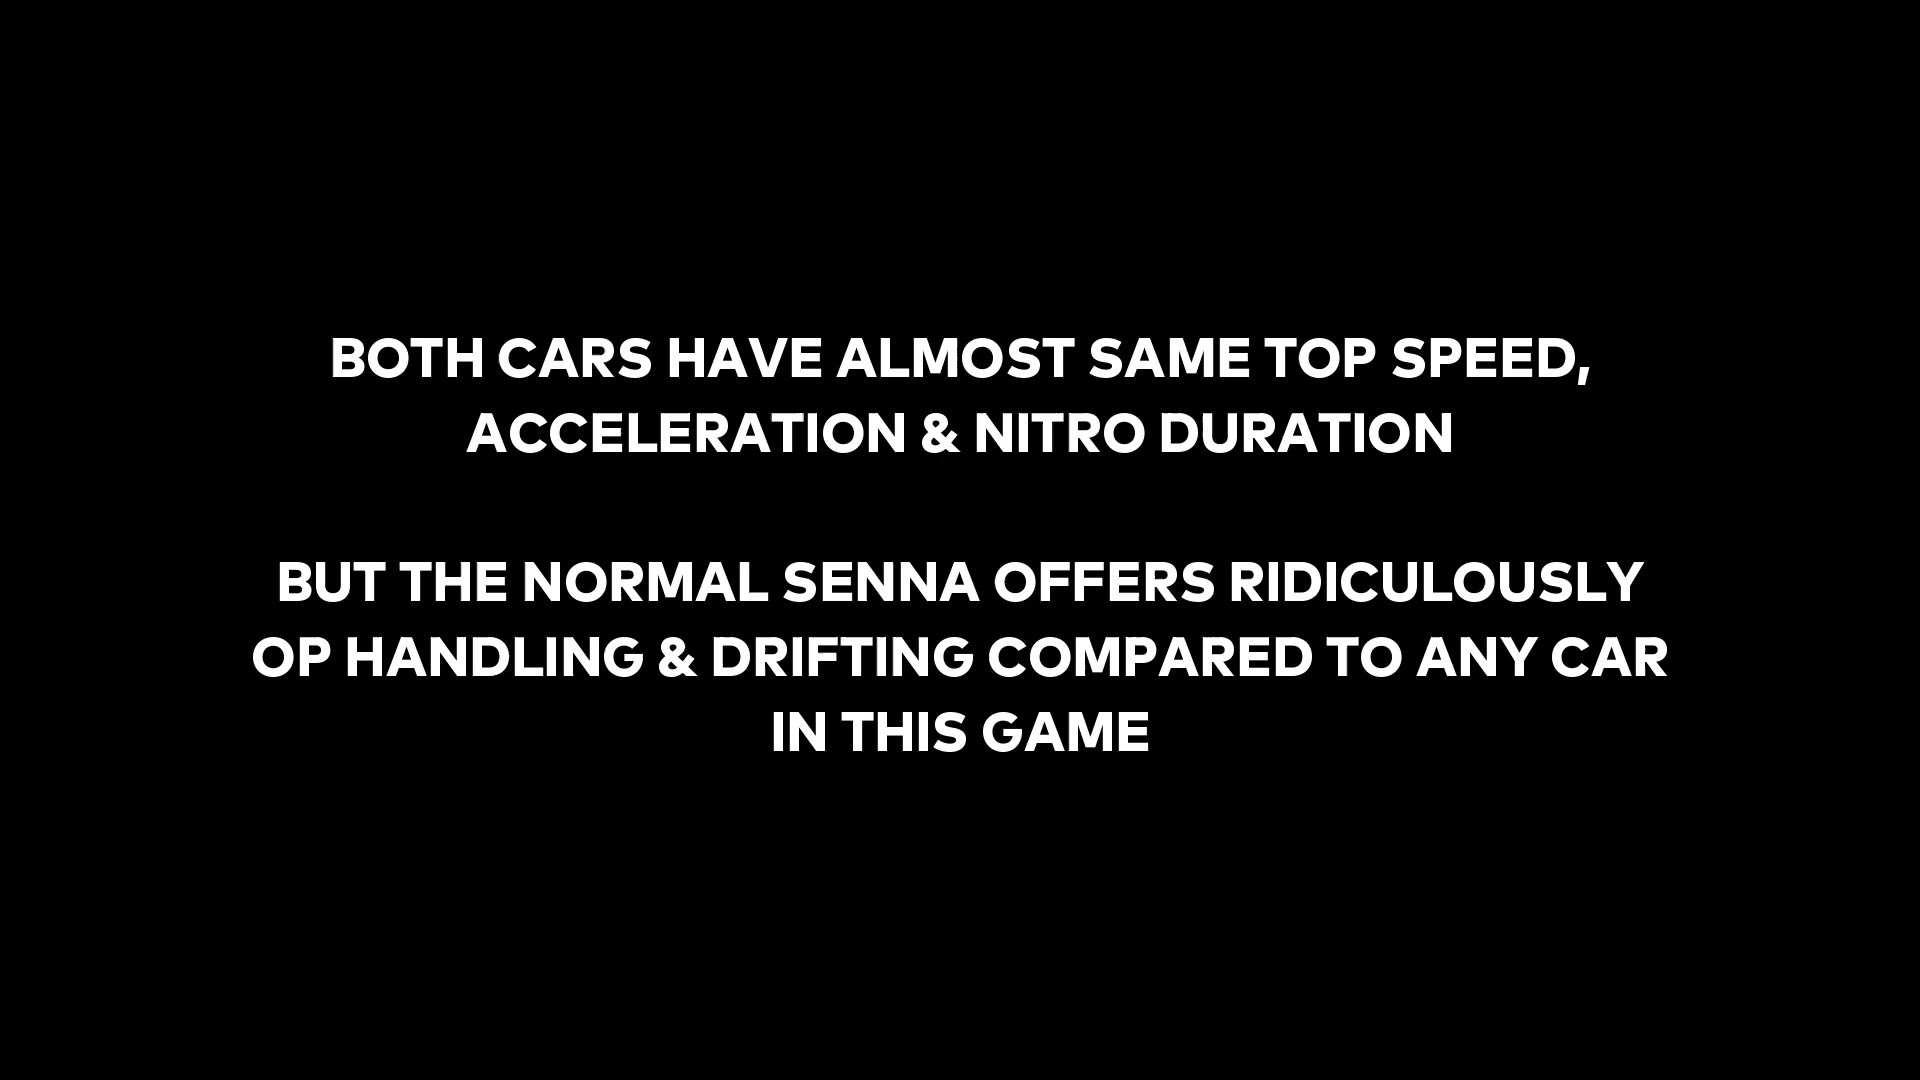 BOTH CARS HAVE ALMOST SAME TOP SPEED,
ACCELERATION & NITRO DURATION
BUT THE NORMAL SENNA OFFERS RIDICULOUSLY
OP HANDLING & DRIFTING COMPARED TO ANY CAR
IN THIS GAME